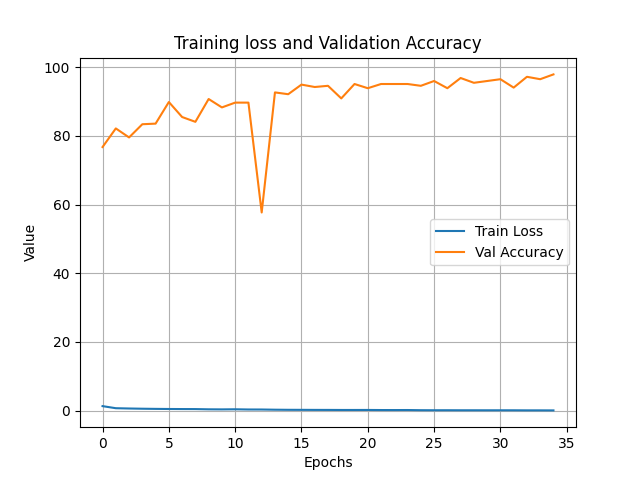 Training loss and Validation Accuracy
100
80
60
40
20
0
Value
Train Loss
Val Accuracy
0 5 10 15 20 25 30 35
Epochs